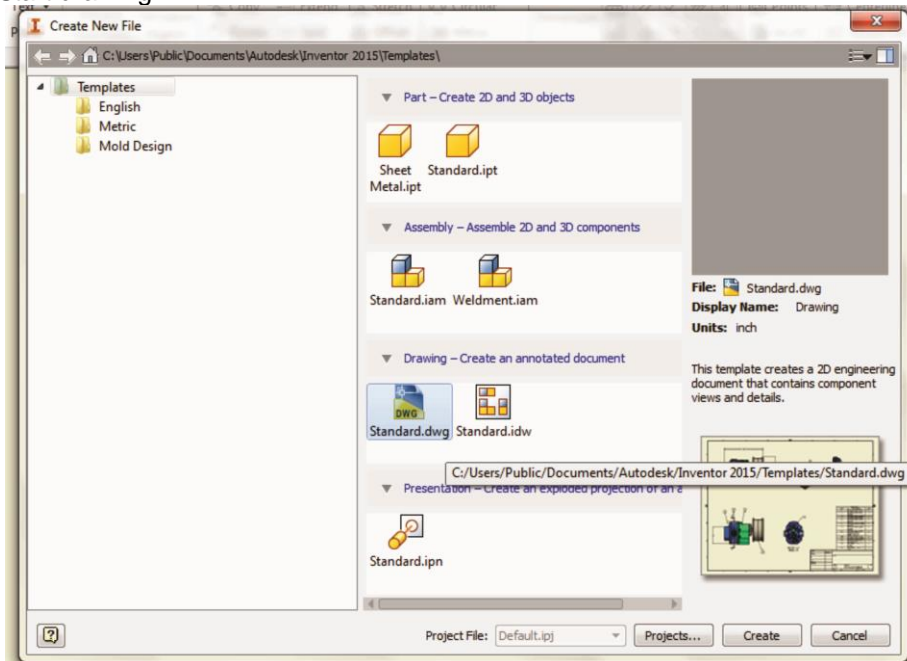 Create New File
C:\Users\Public\Documents\Autodesk\Inventor 2015\Templates\
Templates
English
Metric
Mold Design
Part – Create 2D and 3D objects
Sheet Metal.ipt
Standard.ipt
Assembly – Assemble 2D and 3D components
Standard.iam
Weldment.iam
Drawing – Create an annotated document
DWG
Standard.dwg
Standard.idw
C:/Users/Public/Documents/Autodesk/Inventor 2015/Templates/Standard.dwg
Presentation – Create an exploded projection of an a
Standard.ipn
File: Standard.dwg
Display Name: Drawing
Units: inch
This template creates a 2D engineering
document that contains component
views and details.
Project File: Default.ipj
Projects...
Create
Cancel